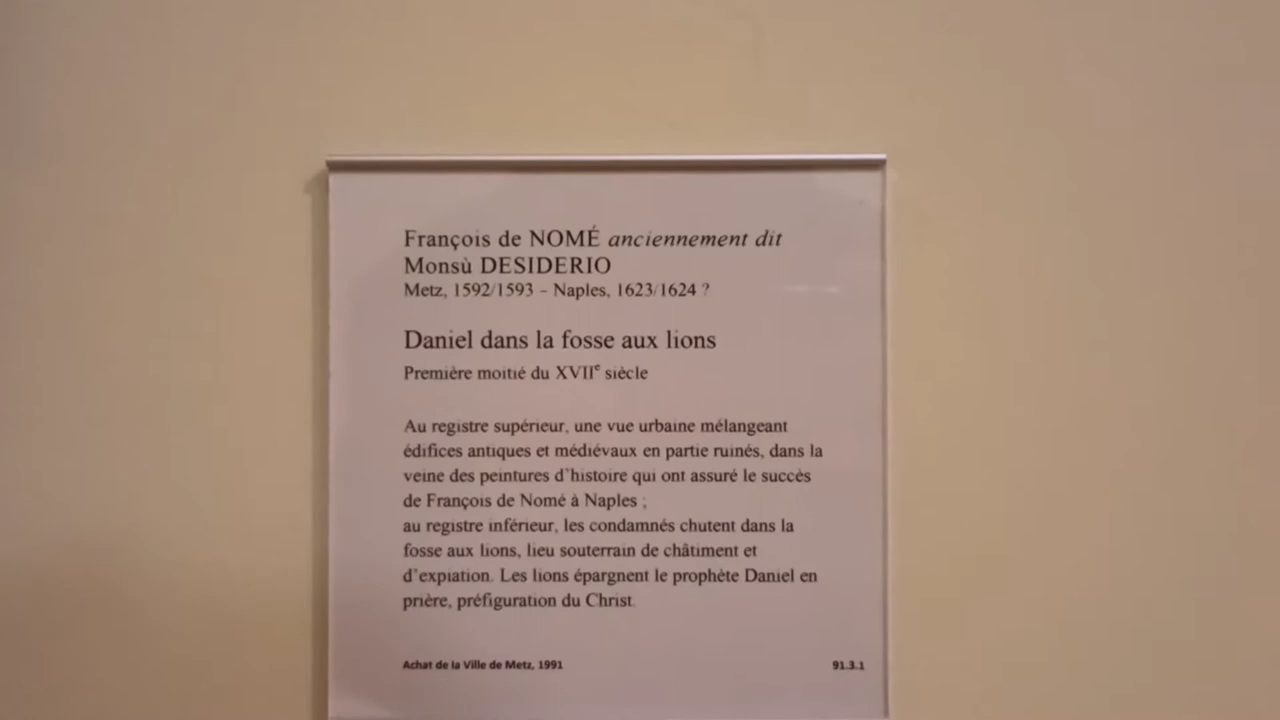 François de NOMÉ anciennement dit
Monsù DESIDERIO
Metz, 1592/1593 – Naples, 1623/1624 ?
Daniel dans la fosse aux lions
Première moitié du XVIIe siècle
Au registre supérieur, une vue urbaine mélangeant
édifices antiques et médiévaux en partie ruinés, dans la
veine des peintures d'histoire qui ont assuré le succès
de François de Nomé à Naples ;
au registre inférieur, les condamnés chutent dans la
fosse aux lions, lieu souterrain de châtiment et
d'expiation. Les lions épargnent le prophète Daniel en
prière, préfiguration du Christ.
Achat de la Ville de Metz, 1991 91.3.1